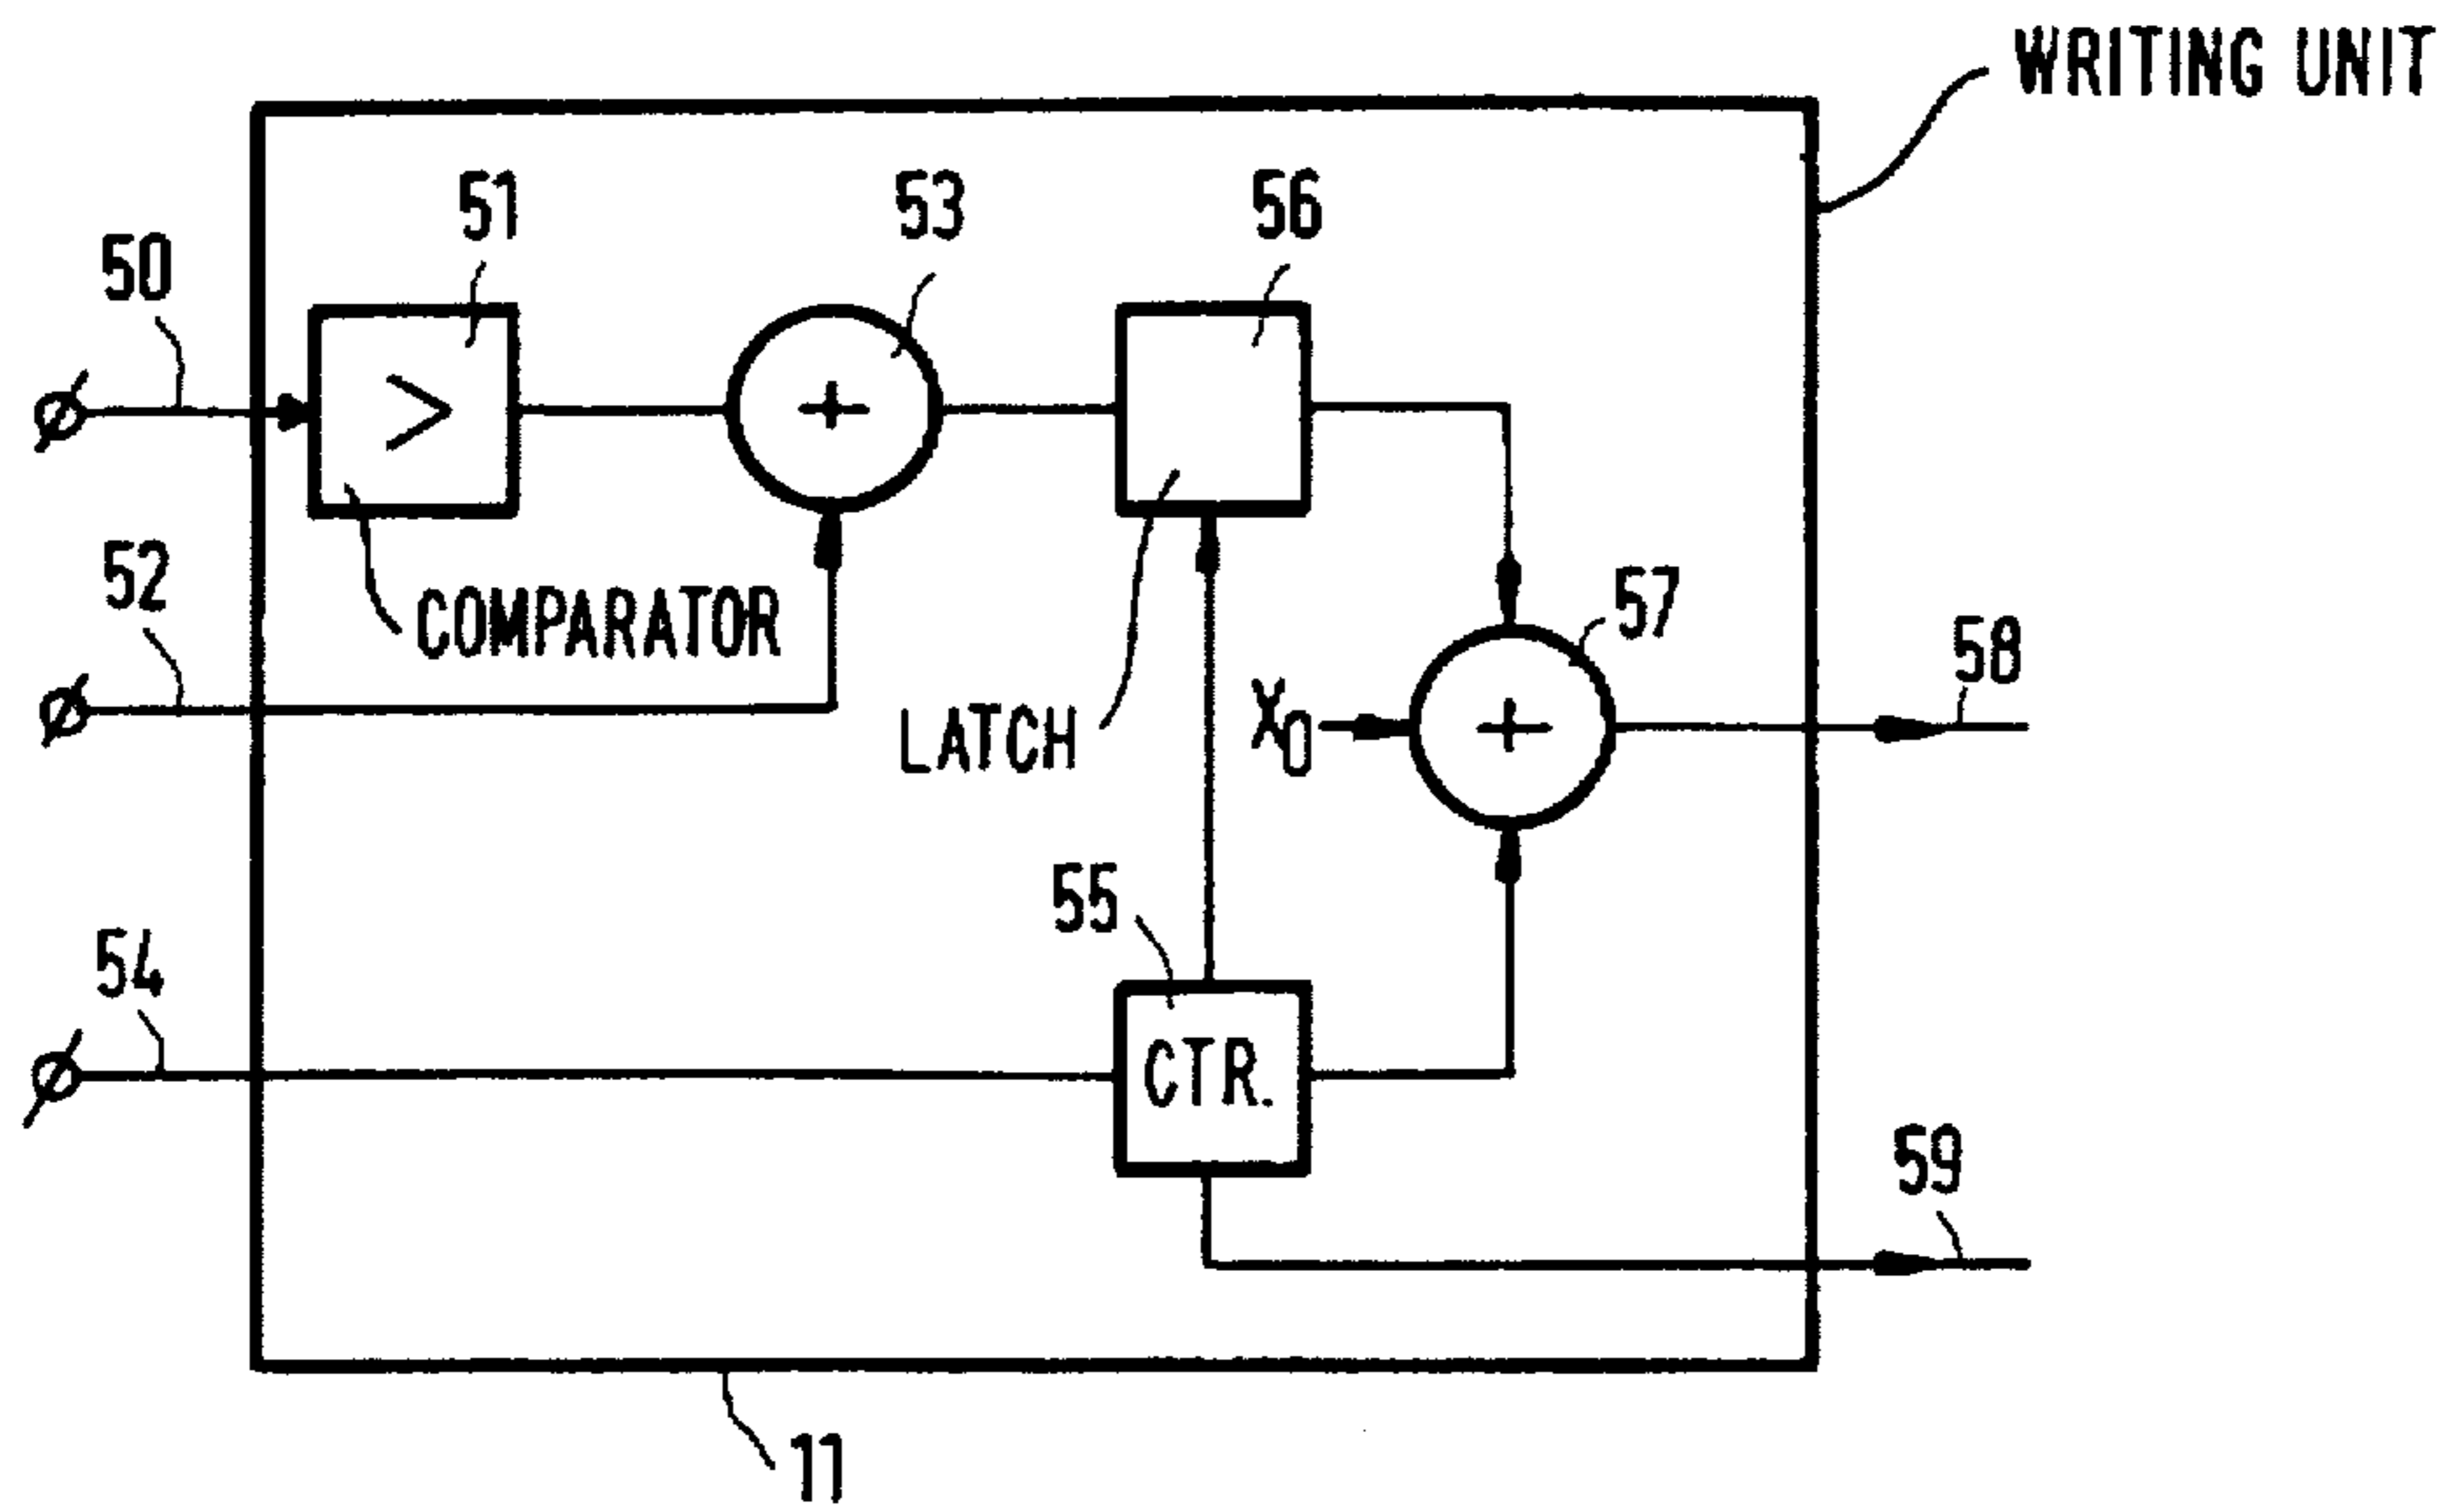 WRITING UNIT
51
53
56
50
>
+
52
COMPARATOR
57
58
LATCH
X0
+
55
54
CTR.
59
11